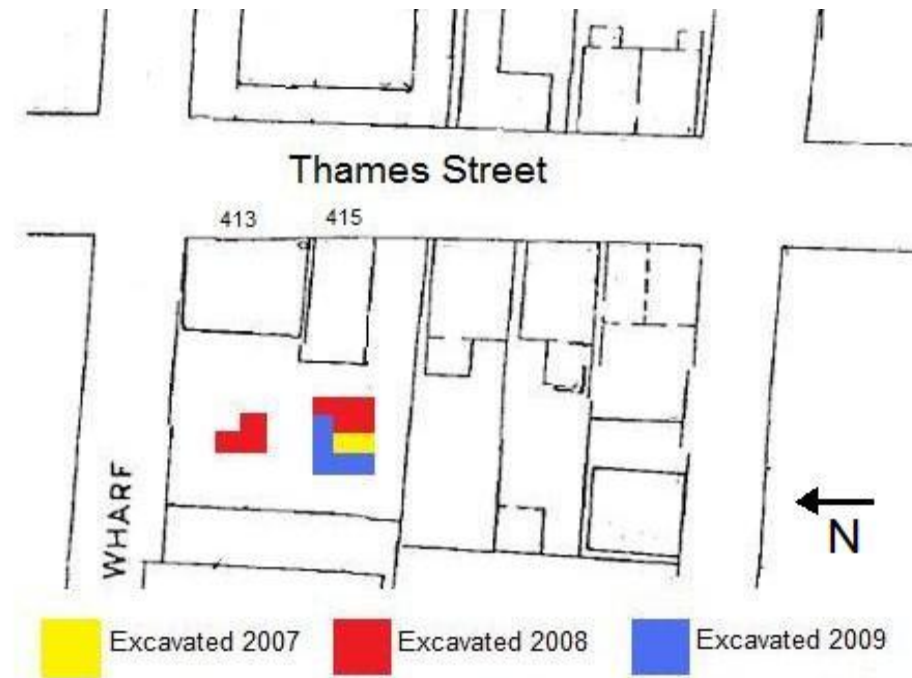 Thames Street
413
415
WHARF
N
Excavated 2007
Excavated 2008
Excavated 2009